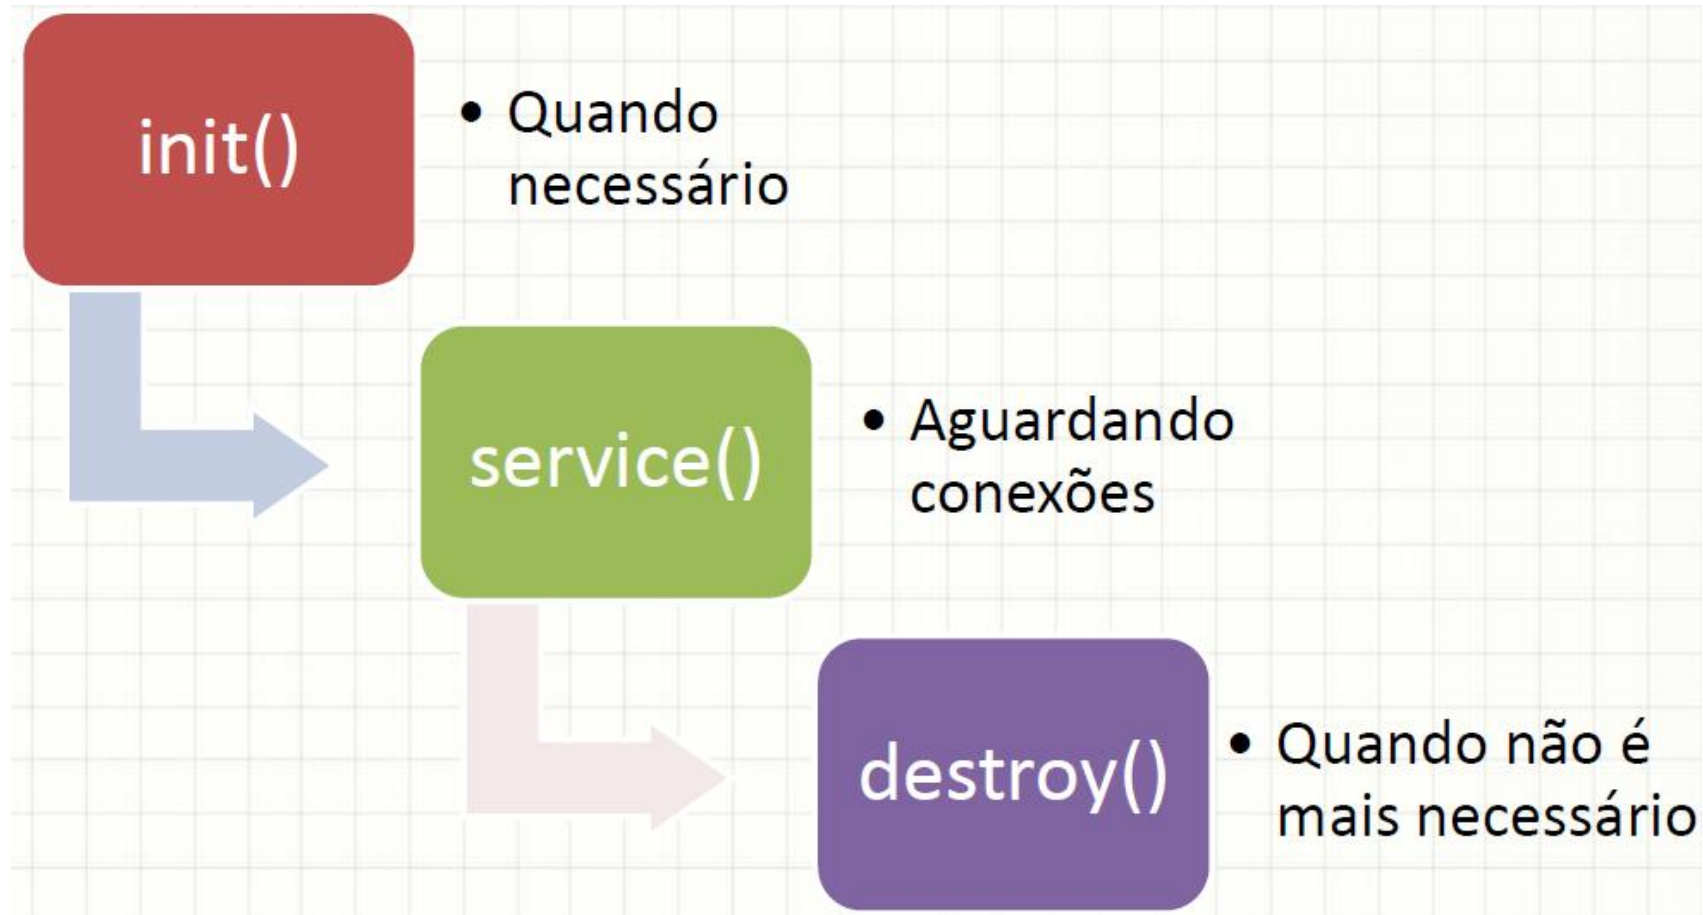 init()
• Quando
necessário
service()
• Aguardando
conexões
destroy()
• Quando não é
mais necessário